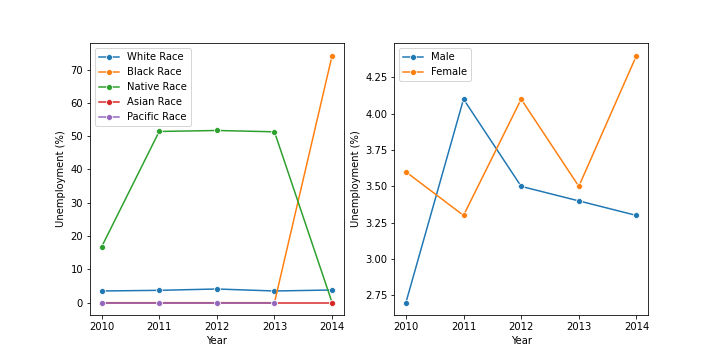 White Race
Black Race
Native Race
Asian Race
Pacific Race
70
60
50
40
30
20
10
0
Unemployment (%)
2010 2011 2012 2013 2014
Year
Male
Female
4.25
4.00
3.75
3.50
3.25
3.00
2.75
Unemployment (%)
2010 2011 2012 2013 2014
Year